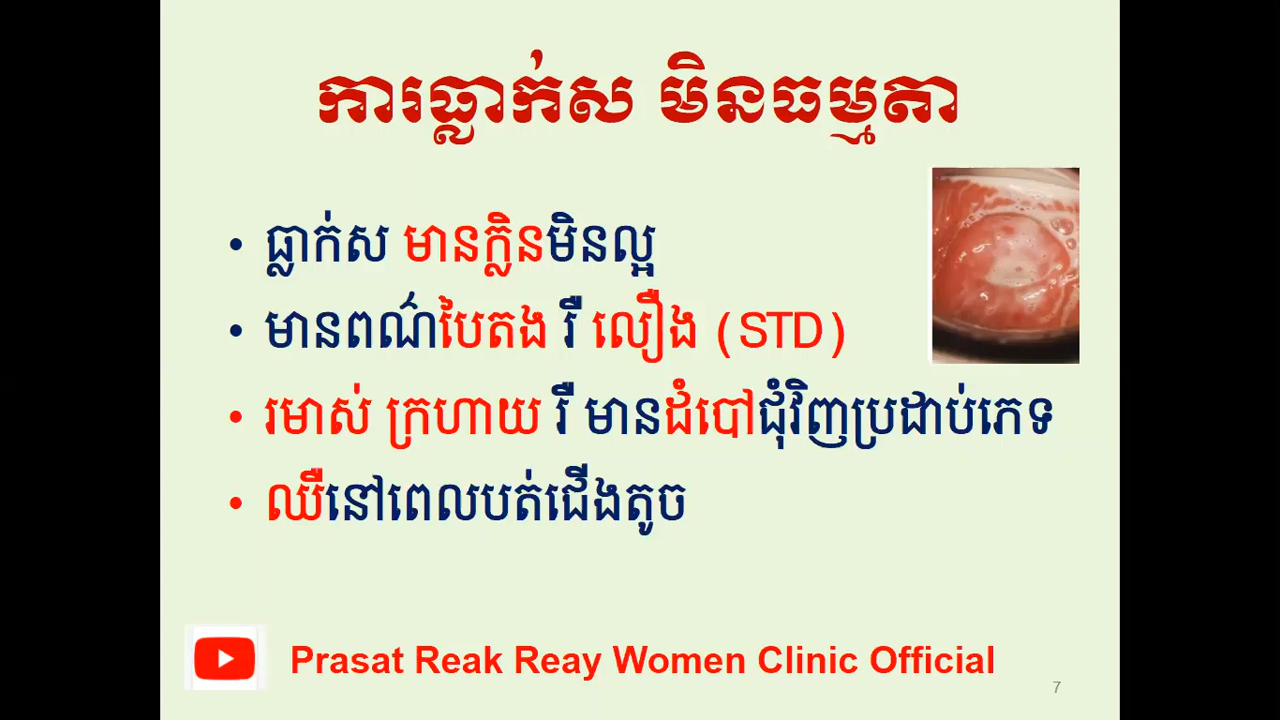 ការធ្លាក់ស មិនធម្មតា
• ធ្លាក់ស មានក្លិនមិនល្អ
• មានពណ៌បៃតង រឺ លឿង (STD)
• រមាស់ ក្រហាយ រឺ មានដំបៅជុំវិញប្រដាប់ភេទ
• ឈឺនៅពេលបត់ជើងតូច
Prasat Reak Reay Women Clinic Official
7